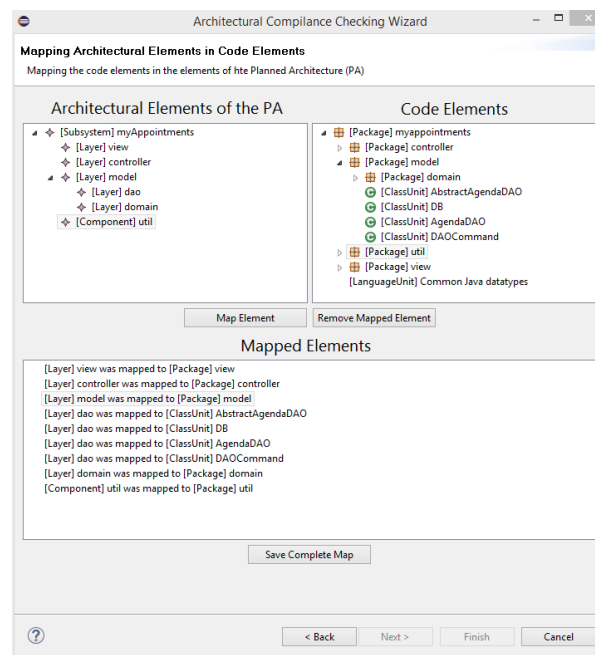 Architectural Compilance Checking Wizard
Mapping Architectural Elements in Code Elements
Mapping the code elements in the elements of hte Planned Architecture (PA)
Architectural Elements of the PA
[Subsystem] myAppointments
[Layer] view
[Layer] controller
[Layer] model
[Layer] dao
[Layer] domain
[Component] util
Code Elements
[Package] myappointments
[Package] controller
[Package] model
[Package] domain
[ClassUnit] AbstractAgendaDAO
[ClassUnit] DB
[ClassUnit] AgendaDAO
[ClassUnit] DAOCommand
[Package] util
[Package] view
[LanguageUnit] Common Java datatypes
Map Element
Remove Mapped Element
Mapped Elements
[Layer] view was mapped to [Package] view
[Layer] controller was mapped to [Package] controller
[Layer] model was mapped to [Package] model
[Layer] dao was mapped to [ClassUnit] AbstractAgendaDAO
[Layer] dao was mapped to [ClassUnit] DB
[Layer] dao was mapped to [ClassUnit] AgendaDAO
[Layer] dao was mapped to [ClassUnit] DAOCommand
[Layer] domain was mapped to [Package] domain
[Component] util was mapped to [Package] util
Save Complete Map
< Back
Next >
Finish
Cancel